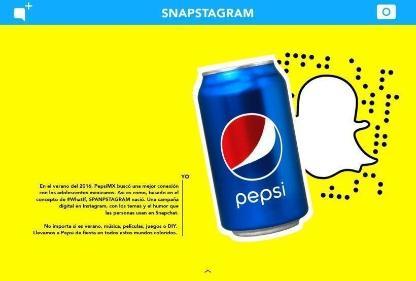 SNAPSTAGRAM
YO
En el verano del 2016. PepsiMX buscó una mejor conexión
con los adolescentes mexicanos. Así es como, basado en el
concepto de #WhatIf, SPANPSTAGRAM nació. Una campaña
digital en Instagram, con los temas y el humor que
las personas usan en Snapchat.
No importa si es verano, música, películas, juegos o DIY.
Llevamos a Pepsi de fiesta en todos estos mundos coloridos.
pepsi